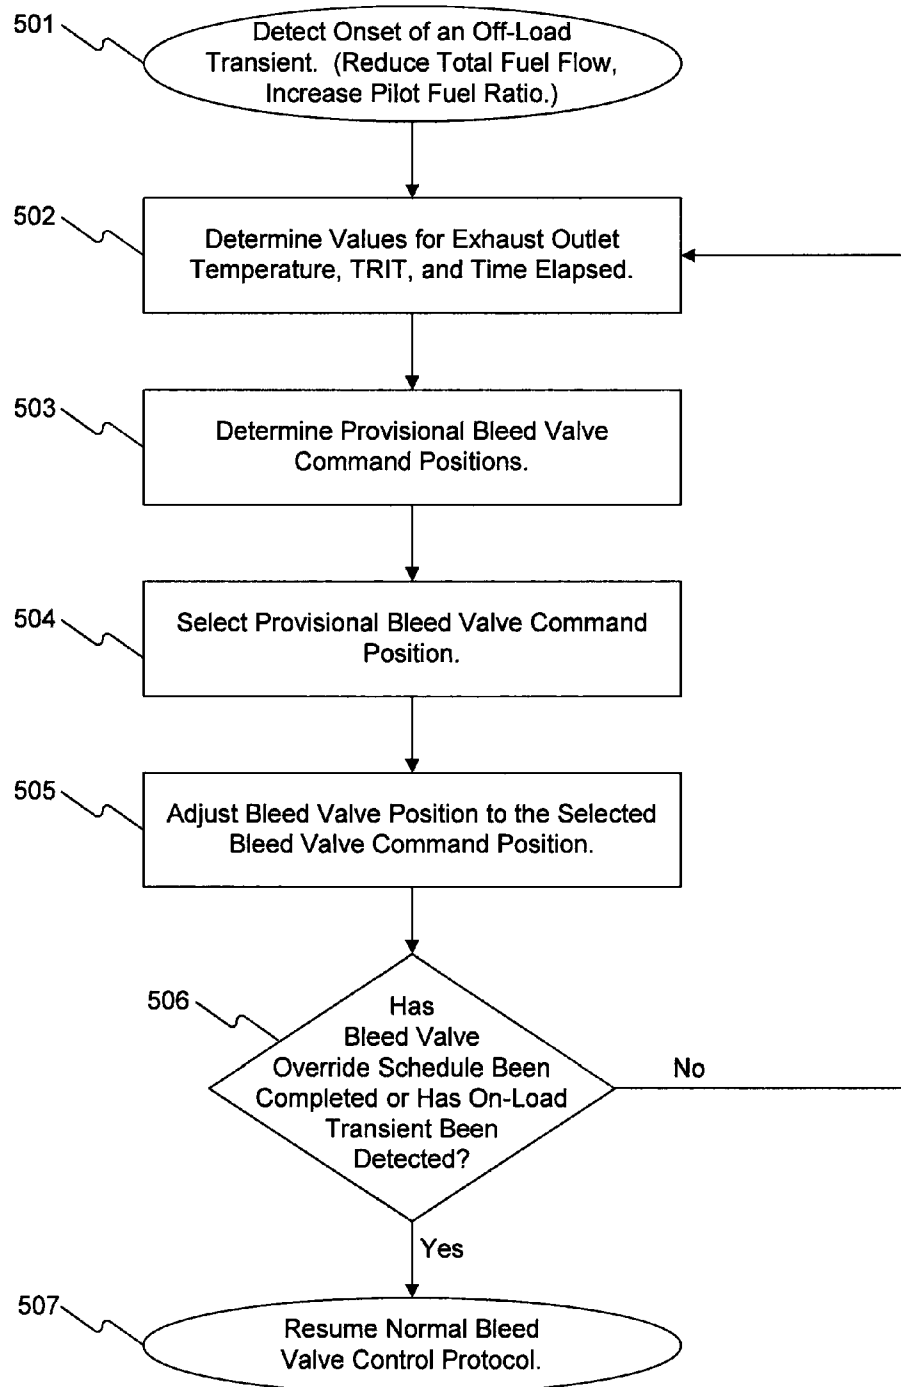 501
Detect Onset of an Off-Load
Transient.  (Reduce Total Fuel Flow,
Increase Pilot Fuel Ratio.)
502
Determine Values for Exhaust Outlet
Temperature, TRIT, and Time Elapsed.
503
Determine Provisional Bleed Valve
Command Positions.
504
Select Provisional Bleed Valve Command
Position.
505
Adjust Bleed Valve Position to the Selected
Bleed Valve Command Position.
506
Has
Bleed Valve
Override Schedule Been
Completed or Has On-Load
Transient Been
Detected?
No
Yes
507
Resume Normal Bleed
Valve Control Protocol.